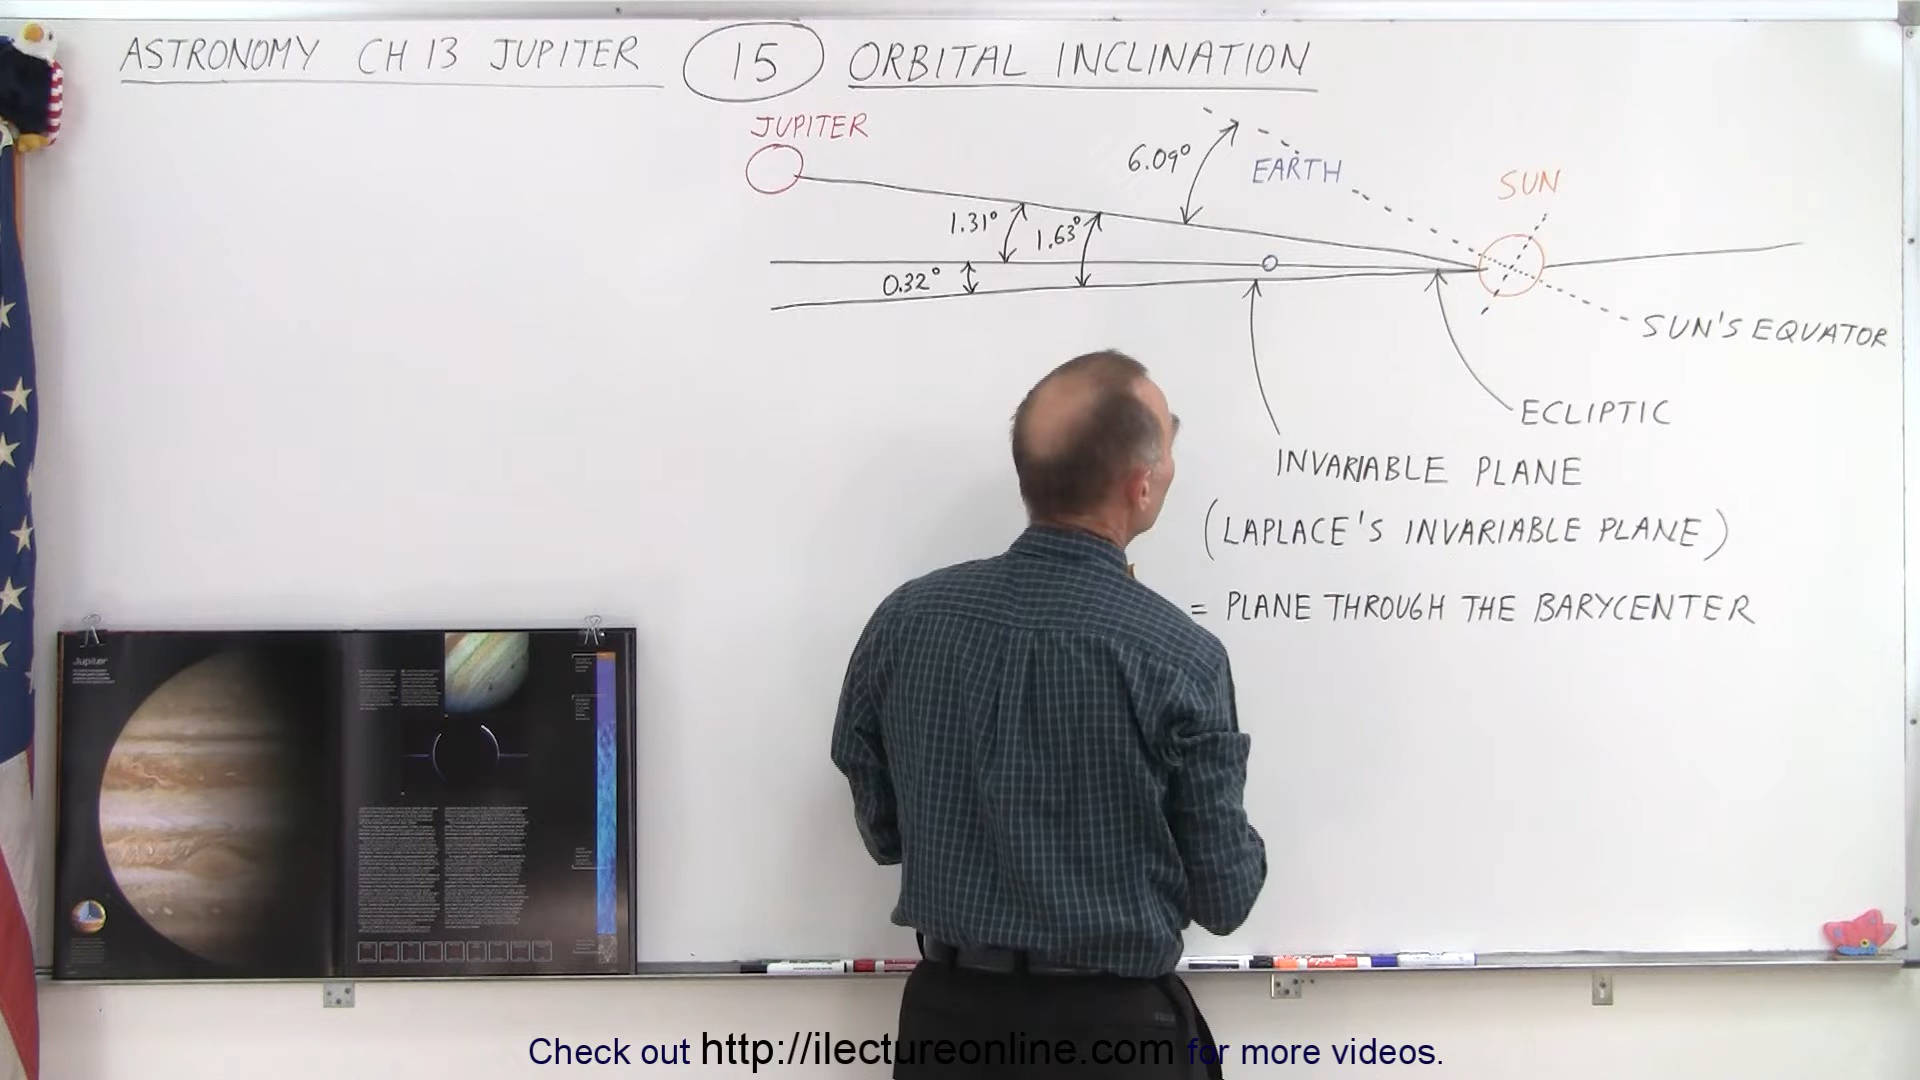 ASTRONOMY CH 13 JUPITER 15 ORBITAL INCLINATION
JUPITER
6.09°
EARTH
SUN
1.31°
1.63°
0.32°
SUN'S EQUATOR
ECLIPTIC
INVARIABLE PLANE
(LAPLACE'S INVARIABLE PLANE)
= PLANE THROUGH THE BARYCENTER
Jupiter
Check out http://ilectureonline.com for more videos.